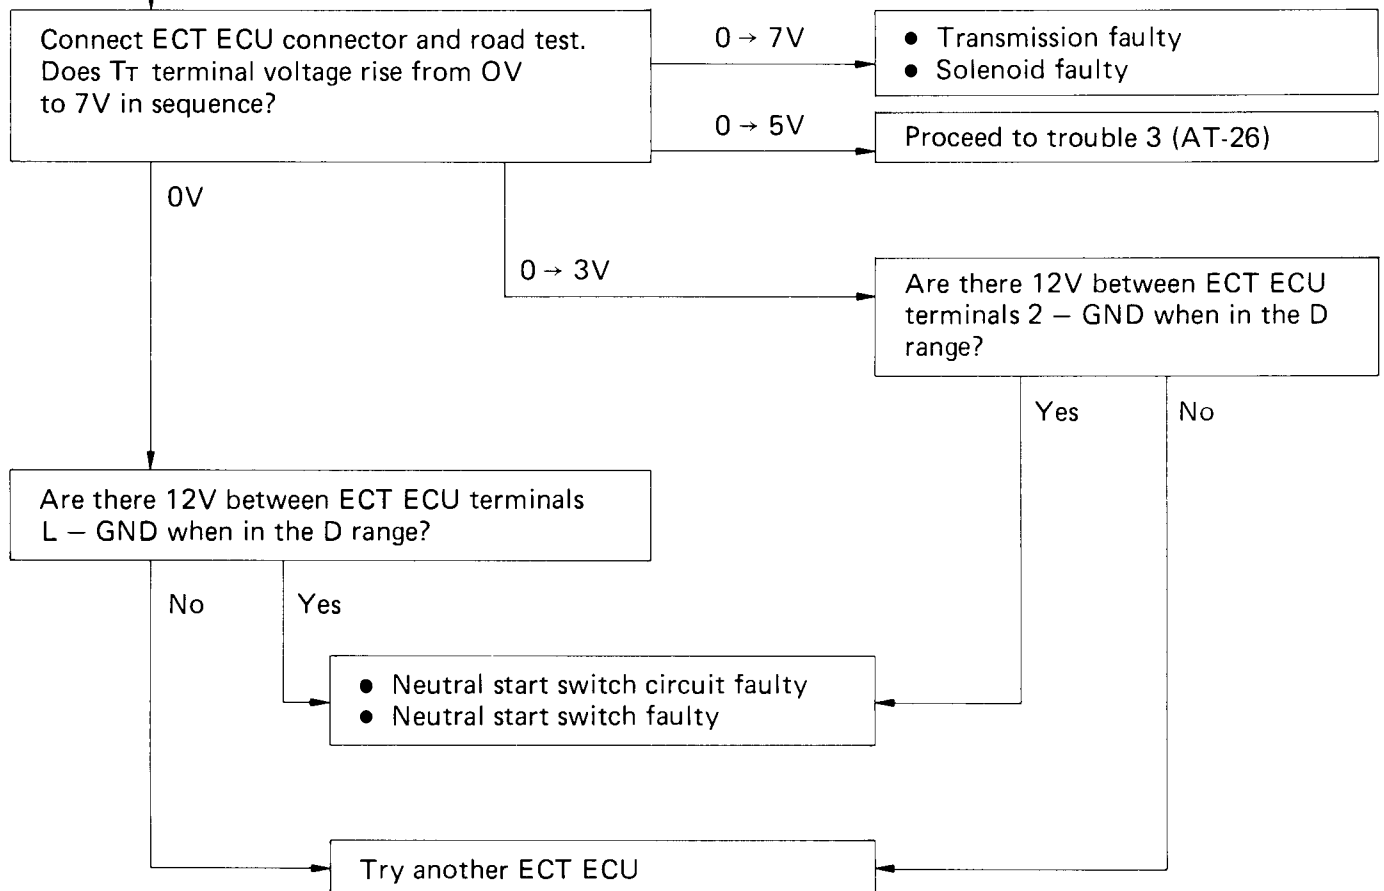 Connect ECT ECU connector and road test.
Does TT terminal voltage rise from 0V
to 7V in sequence?
0 → 7V
● Transmission faulty
● Solenoid faulty
0 → 5V
Proceed to trouble 3 (AT-26)
0V
0 → 3V
Are there 12V between ECT ECU
terminals 2 — GND when in the D
range?
Yes
No
Are there 12V between ECT ECU terminals
L — GND when in the D range?
No
Yes
● Neutral start switch circuit faulty
● Neutral start switch faulty
Try another ECT ECU